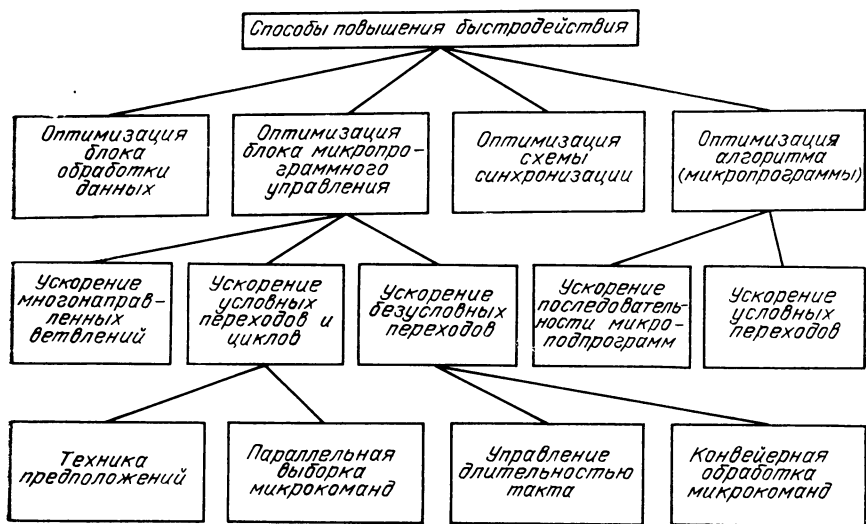 Способы повышения быстродействия
Оптимизация
блока
обработки
данных
Оптимизация
блока микропро-
граммного
управления
Оптимизация
схемы
синхронизации
Оптимизация
алгоритма
(микропрограммы)
Ускорение
многонаправ-
ленных
ветвлений
Ускорение
условных
переходов и
циклов
Ускорение
безусловных
переходов
Ускорение
последователь-
ности микро-
подпрограмм
Ускорение
условных
переходов
Техника
предположений
Параллельная
выборка
микрокоманд
Управление
длительностью
такта
Конвейерная
обработка
микрокоманд